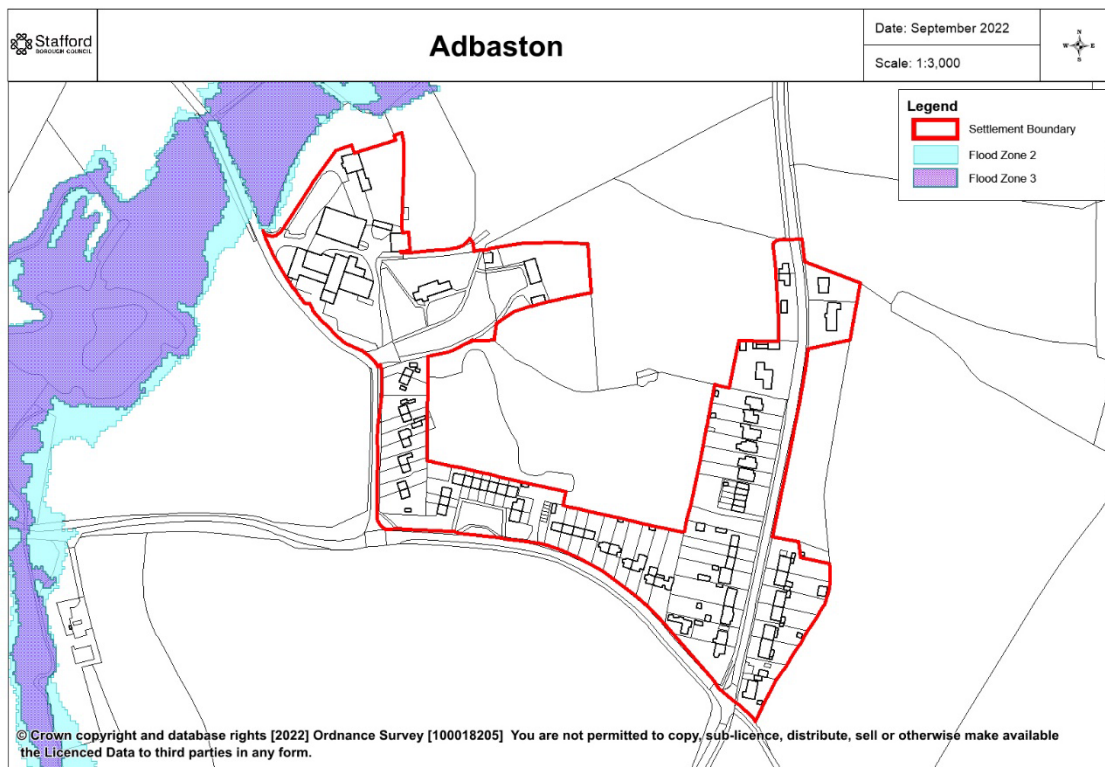 Stafford
BOROUGH COUNCIL
Adbaston
Date: September 2022
Scale: 1:3,000
N
W E
S
Legend
Settlement Boundary
Flood Zone 2
Flood Zone 3
© Crown copyright and database rights [2022] Ordnance Survey [100018205] You are not permitted to copy, sub-licence, distribute, sell or otherwise make available
the Licenced Data to third parties in any form.